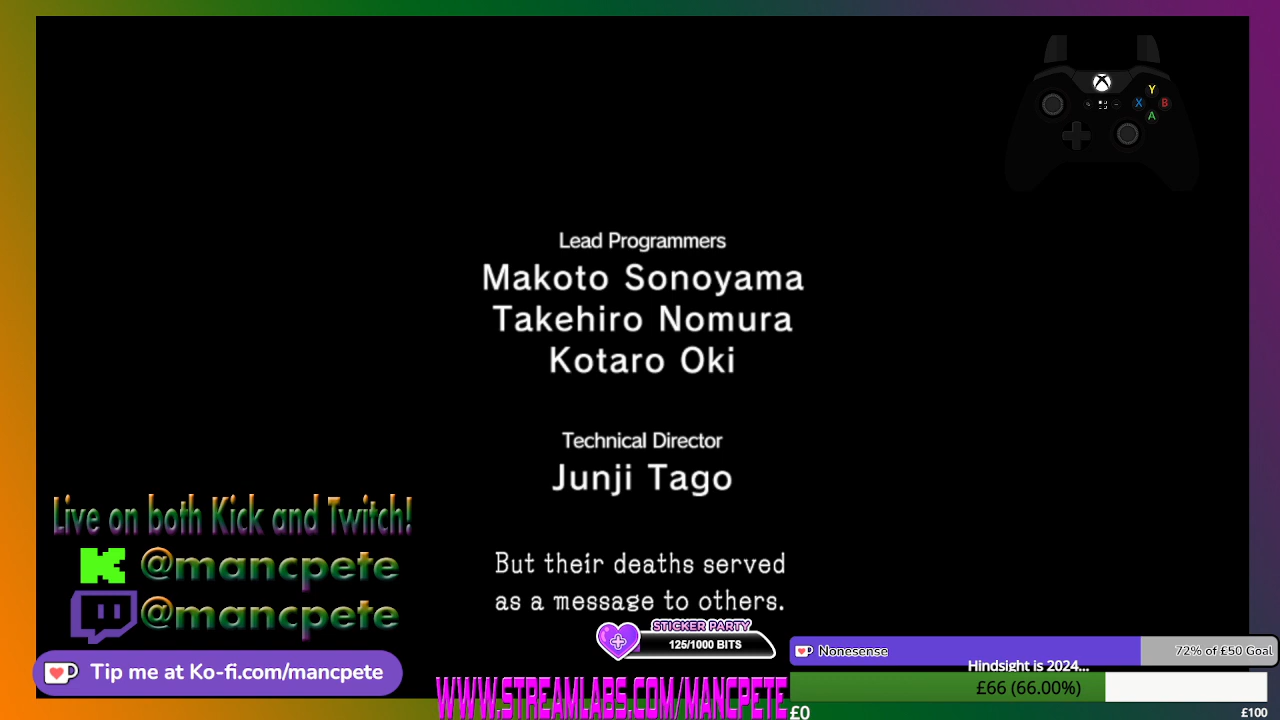 Y
X
B
A
Lead Programmers
Makoto Sonoyama
Takehiro Nomura
Kotaro Oki
Technical Director
Junji Tago
Live on both Kick and Twitch!
@mancpete
@mancpete
But their deaths served
as a message to others.
STICKER PARTY
125/1000 BITS
Tip me at Ko-fi.com/mancpete
WWW.STREAMLABS.COM/MANCPETE
Nonesense
72% of £50 Goal
Hindsight is 2024...
£66 (66.00%)
£0
£100